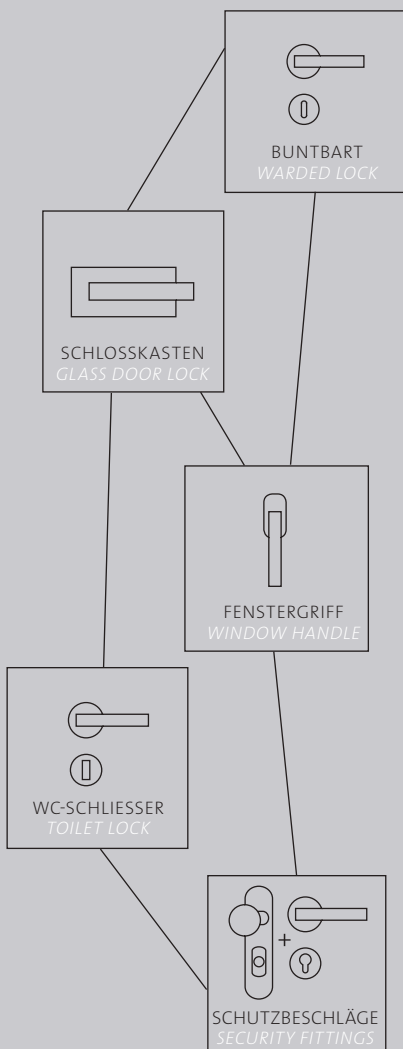 BUNTBART
WARDED LOCK
SCHLOSSKASTEN
GLASS DOOR LOCK
FENSTERGRIFF
WINDOW HANDLE
WC-SCHLIESSER
TOILET LOCK
+
SCHUTZBESCHLÄGE
SECURITY FITTINGS